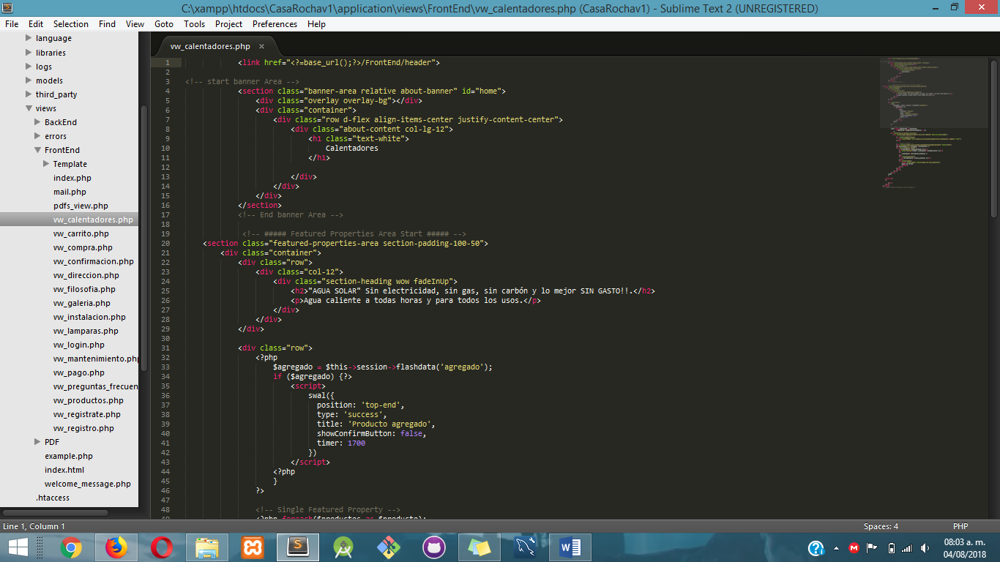 C:\xampp\htdocs\CasaRochav1\application\views\FrontEnd\vw_calentadores.php (CasaRochav1) - Sublime Text 2 (UNREGISTERED)
File Edit Selection Find View Goto Tools Project Preferences Help
language
libraries
logs
models
third_party
views
BackEnd
errors
FrontEnd
Template
index.php
mail.php
pdfs_view.php
vw_calentadores.php
vw_carrito.php
vw_compra.php
vw_confirmacion.php
vw_direccion.php
vw_filosofia.php
vw_galeria.php
vw_instalacion.php
vw_lamparas.php
vw_login.php
vw_mantenimiento.php
vw_pago.php
vw_preguntas_frecuen
vw_productos.php
vw_registrate.php
vw_registro.php
PDF
example.php
index.html
welcome_message.php
.htaccess
vw_calentadores.php ×
1 <link href="<?=base_url();?>/FrontEnd/header">
2
3 <!-- start banner Area -->
4 <section class="banner-area relative about-banner" id="home">
5 <div class="overlay overlay-bg"></div>
6 <div class="container">
7 <div class="row d-flex align-items-center justify-content-center">
8 <div class="about-content col-lg-12">
9 <h1 class="text-white">
10 Calentadores
11 </h1>
12
13 </div>
14 </div>
15 </div>
16 </section>
17 <!-- End banner Area -->
18
19 <!-- ##### Featured Properties Area Start ##### -->
20 <section class="featured-properties-area section-padding-100-50">
21 <div class="container">
22 <div class="row">
23 <div class="col-12">
24 <div class="section-heading wow fadeInUp">
25 <h2>"AGUA SOLAR" Sin electricidad, sin gas, sin carbón y lo mejor SIN GASTO!!.</h2>
26 <p>Agua caliente a todas horas y para todos los usos.</p>
27 </div>
28 </div>
29 </div>
30
31 <div class="row">
32 <?php
33 $agregado = $this->session->flashdata('agregado');
34 if ($agregado) {?>
35 <script>
36 swal({
37 position: 'top-end',
38 type: 'success',
39 title: 'Producto agregado',
40 showConfirmButton: false,
41 timer: 1700
42 })
43 </script>
44 <?php
45 }
46 ?>
47
48 <!-- Single Featured Property -->
49 <?php foreach($productos as $producto):
Line 1, Column 1 Spaces: 4 PHP
08:03 a. m.
04/08/2018